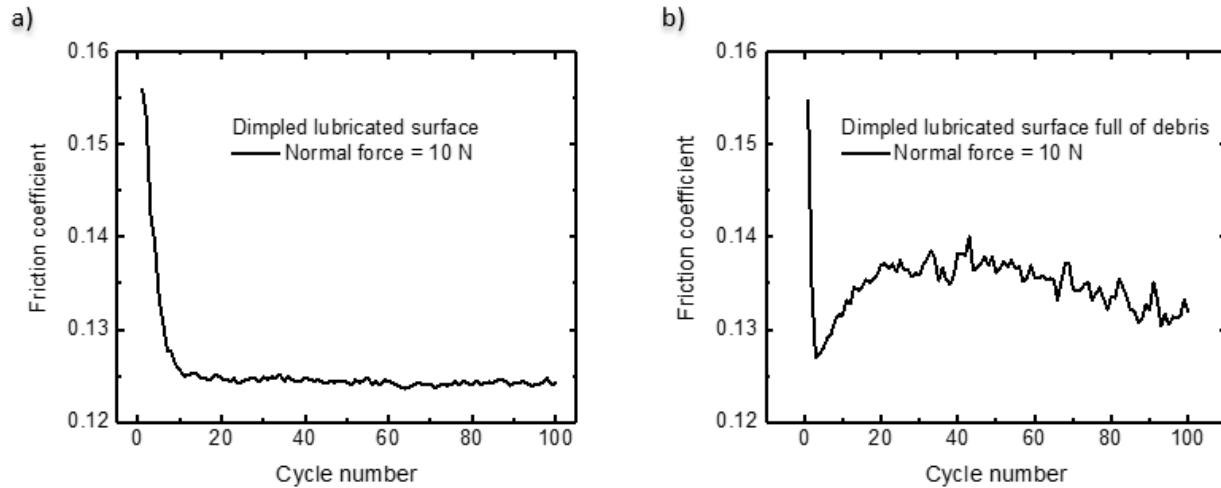 a)
0.16
0.15
0.14
0.13
0.12
Friction coefficient
Dimpled lubricated surface
Normal force = 10 N
0 20 40 60 80 100
Cycle number
b)
0.16
0.15
0.14
0.13
0.12
Friction coefficient
Dimpled lubricated surface full of debris
Normal force = 10 N
0 20 40 60 80 100
Cycle number